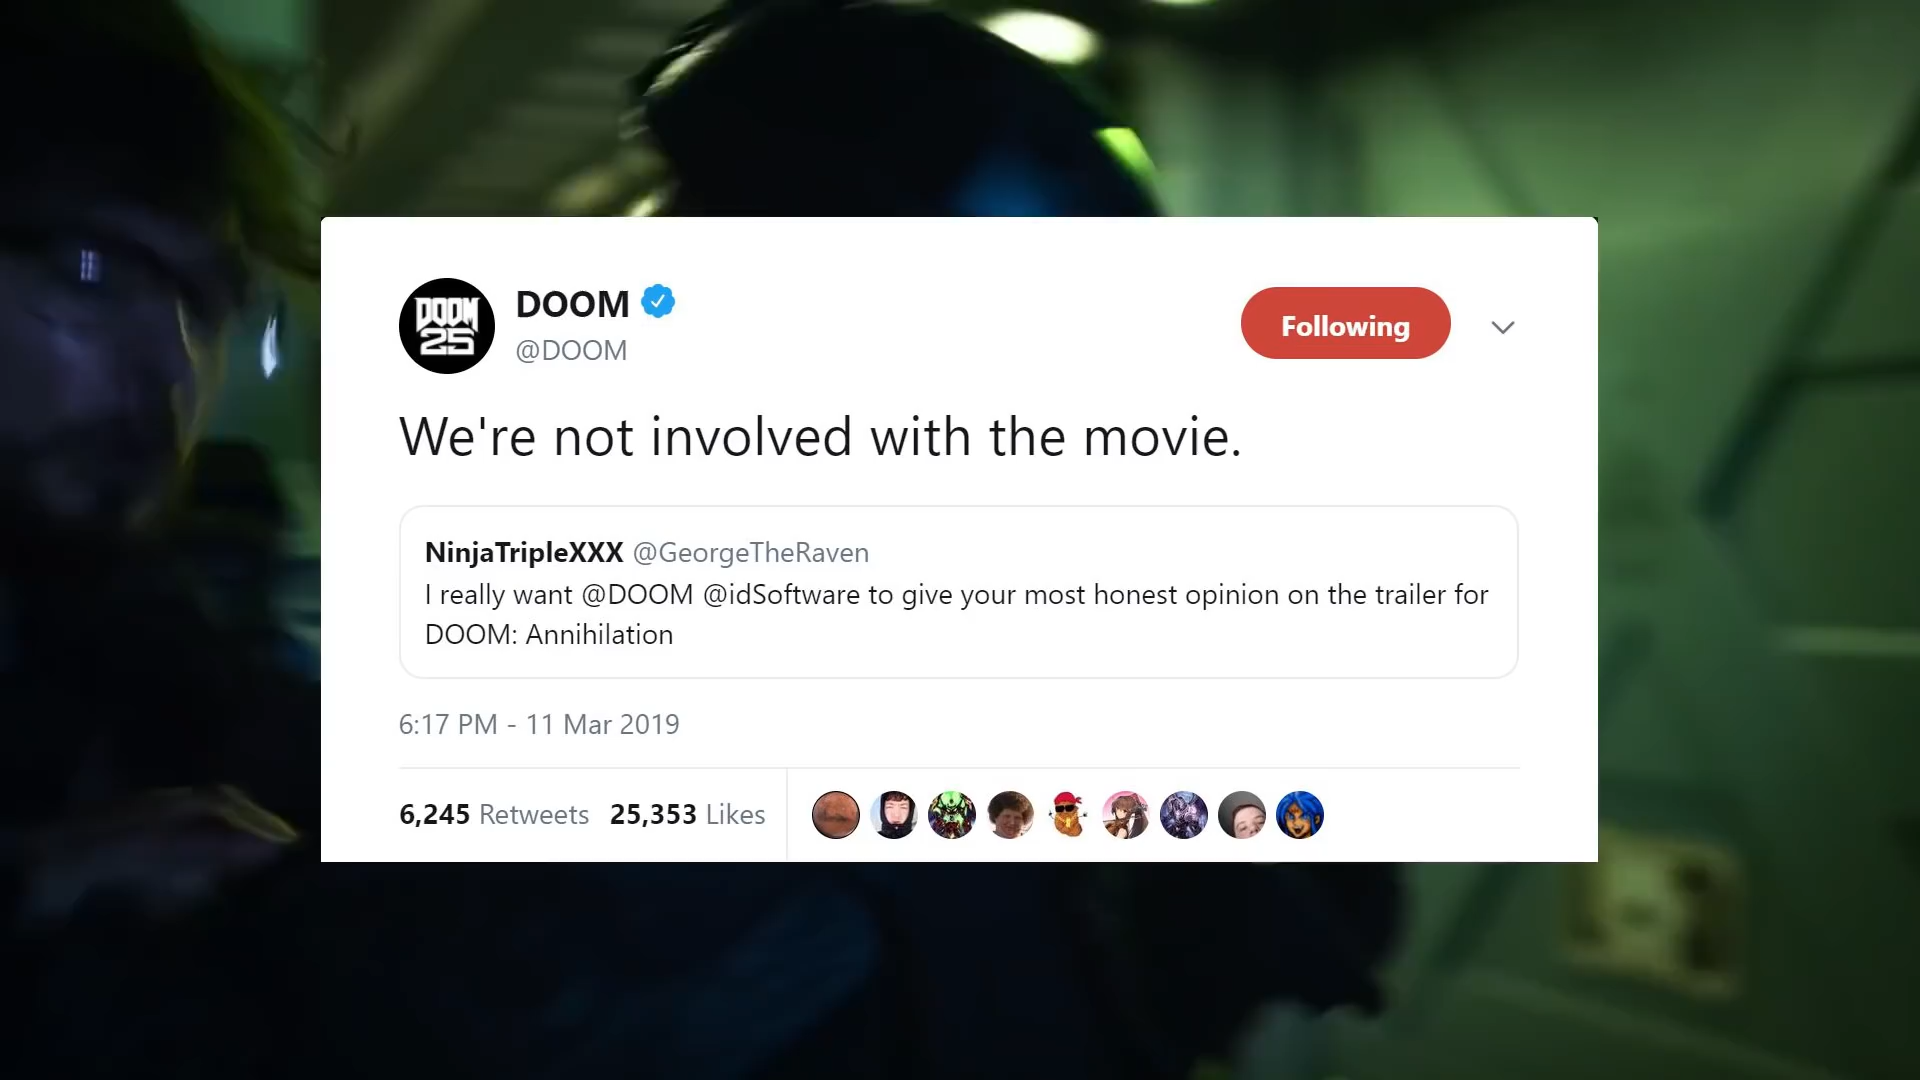 DOOM
25
DOOM
@DOOM
Following
We're not involved with the movie.
NinjaTripleXXX @GeorgeTheRaven
I really want @DOOM @idSoftware to give your most honest opinion on the trailer for
DOOM: Annihilation
6:17 PM - 11 Mar 2019
6,245 Retweets 25,353 Likes